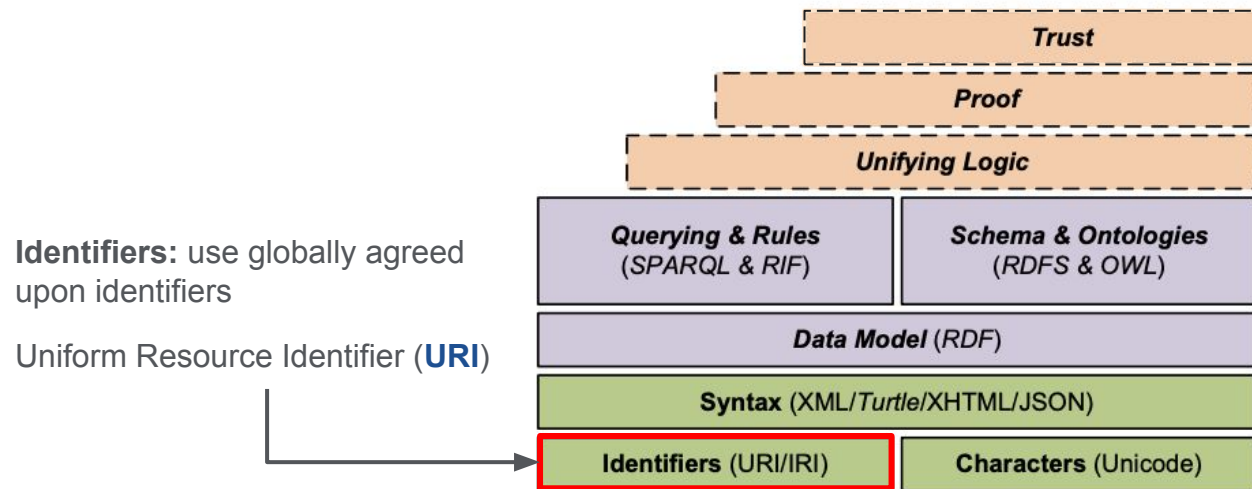 Trust
Proof
Unifying Logic
Querying & Rules
(SPARQL & RIF)
Schema & Ontologies
(RDFS & OWL)
Identifiers: use globally agreed
upon identifiers
Data Model (RDF)
Uniform Resource Identifier (URI)
Syntax (XML/Turtle/XHTML/JSON)
Identifiers (URI/IRI)
Characters (Unicode)